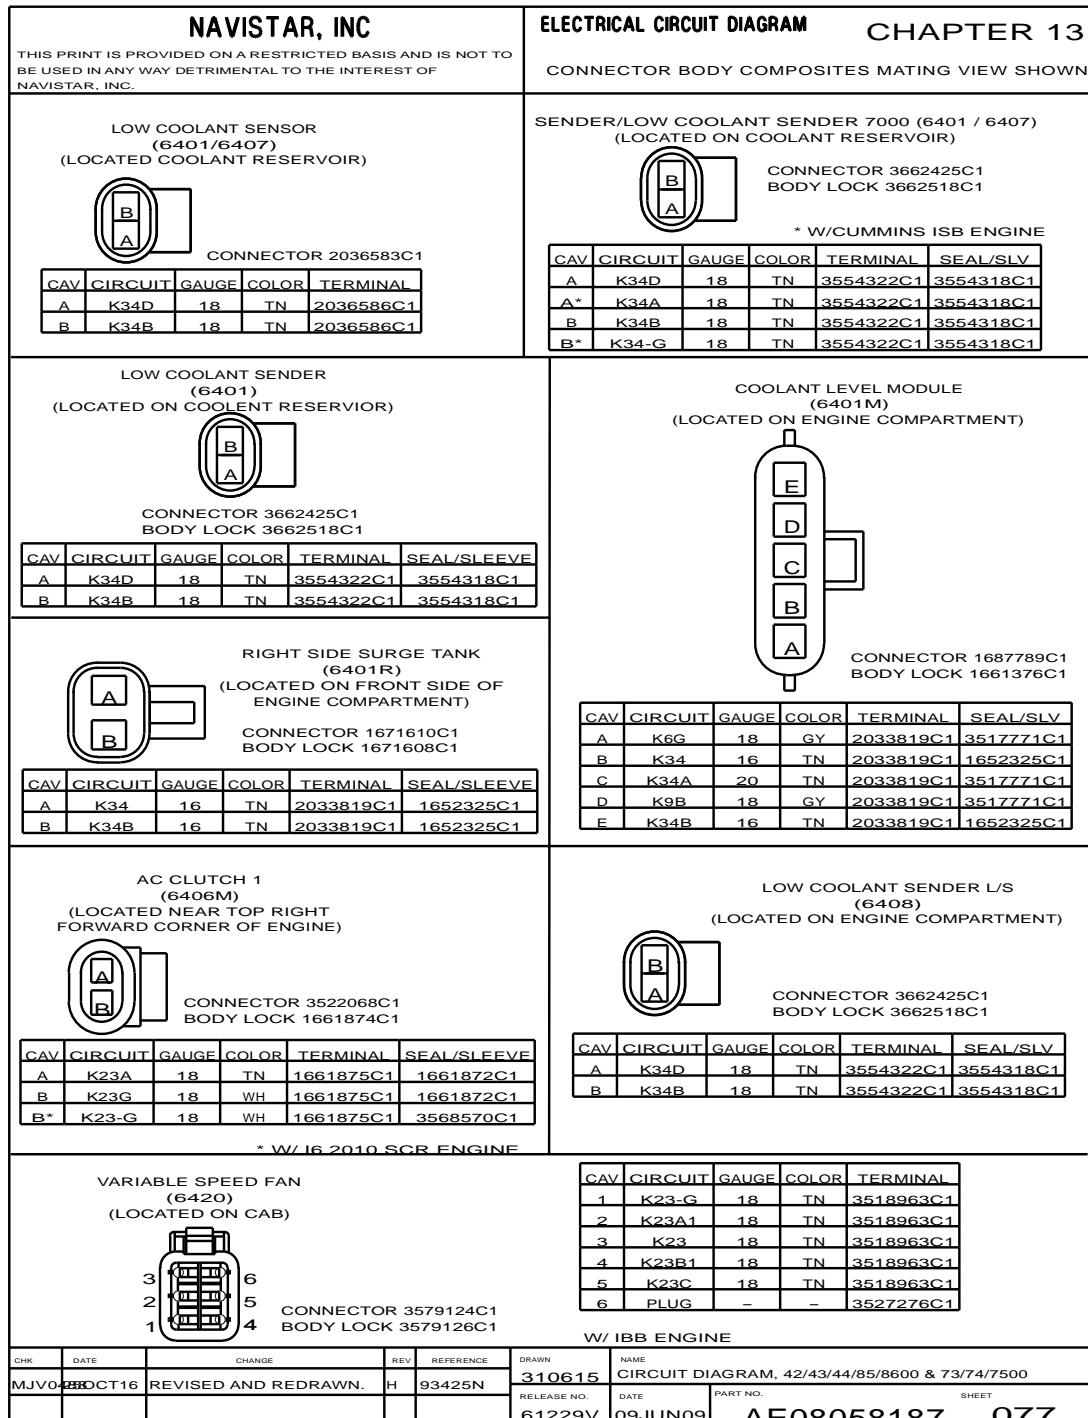 NAVISTAR, INC
THIS PRINT IS PROVIDED ON A RESTRICTED BASIS AND IS NOT TO
BE USED IN ANY WAY DETRIMENTAL TO THE INTEREST OF
NAVISTAR, INC.
ELECTRICAL CIRCUIT DIAGRAM CHAPTER 13
CONNECTOR BODY COMPOSITES MATING VIEW SHOWN
LOW COOLANT SENSOR
(6401/6407)
(LOCATED COOLANT RESERVOIR)
B
A
CONNECTOR 2036583C1
CAV CIRCUIT GAUGE COLOR TERMINAL
A K34D 18 TN 2036586C1
B K34B 18 TN 2036586C1
SENDER/LOW COOLANT SENDER 7000 (6401 / 6407)
(LOCATED ON COOLANT RESERVOIR)
B
A
CONNECTOR 3662425C1
BODY LOCK 3662518C1
* W/CUMMINS ISB ENGINE
CAV CIRCUIT GAUGE COLOR TERMINAL SEAL/SLV
A K34D 18 TN 3554322C1 3554318C1
A* K34A 18 TN 3554322C1 3554318C1
B K34B 18 TN 3554322C1 3554318C1
B* K34-G 18 TN 3554322C1 3554318C1
LOW COOLANT SENDER
(6401)
(LOCATED ON COOLENT RESERVIOR)
B
A
CONNECTOR 3662425C1
BODY LOCK 3662518C1
CAV CIRCUIT GAUGE COLOR TERMINAL SEAL/SLEEVE
A K34D 18 TN 3554322C1 3554318C1
B K34B 18 TN 3554322C1 3554318C1
COOLANT LEVEL MODULE
(6401M)
(LOCATED ON ENGINE COMPARTMENT)
E
D
C
B
A
CONNECTOR 1687789C1
BODY LOCK 1661376C1
CAV CIRCUIT GAUGE COLOR TERMINAL SEAL/SLV
A K6G 18 GY 2033819C1 3517771C1
B K34 16 TN 2033819C1 1652325C1
C K34A 20 TN 2033819C1 3517771C1
D K9B 18 GY 2033819C1 3517771C1
E K34B 16 TN 2033819C1 1652325C1
RIGHT SIDE SURGE TANK
(6401R)
(LOCATED ON FRONT SIDE OF
ENGINE COMPARTMENT)
A
B
CONNECTOR 1671610C1
BODY LOCK 1671608C1
CAV CIRCUIT GAUGE COLOR TERMINAL SEAL/SLEEVE
A K34 16 TN 2033819C1 1652325C1
B K34B 16 TN 2033819C1 1652325C1
AC CLUTCH 1
(6406M)
(LOCATED NEAR TOP RIGHT
FORWARD CORNER OF ENGINE)
A
B
CONNECTOR 3522068C1
BODY LOCK 1661874C1
CAV CIRCUIT GAUGE COLOR TERMINAL SEAL/SLEEVE
A K23A 18 TN 1661875C1 1661872C1
B K23G 18 WH 1661875C1 1661872C1
B* K23-G 18 WH 1661875C1 3568570C1
* W/ I6 2010 SCR ENGINE
LOW COOLANT SENDER L/S
(6408)
(LOCATED ON ENGINE COMPARTMENT)
B
A
CONNECTOR 3662425C1
BODY LOCK 3662518C1
CAV CIRCUIT GAUGE COLOR TERMINAL SEAL/SLV
A K34D 18 TN 3554322C1 3554318C1
B K34B 18 TN 3554322C1 3554318C1
VARIABLE SPEED FAN
(6420)
(LOCATED ON CAB)
3 6
2 5
1 4
CONNECTOR 3579124C1
BODY LOCK 3579126C1
CAV CIRCUIT GAUGE COLOR TERMINAL
1 K23-G 18 TN 3518963C1
2 K23A1 18 TN 3518963C1
3 K23 18 TN 3518963C1
4 K23B1 18 TN 3518963C1
5 K23C 18 TN 3518963C1
6 PLUG – – 3527276C1
W/ IBB ENGINE
CHK DATE CHANGE REV REFERENCE
OCT16 REVISED AND REDRAWN. H 93425N
DRAWN 310615
NAME CIRCUIT DIAGRAM, 42/43/44/85/8600 & 73/74/7500
RELEASE NO. 61229V
DATE 09JUN09
PART NO. AE08058187
SHEET 077